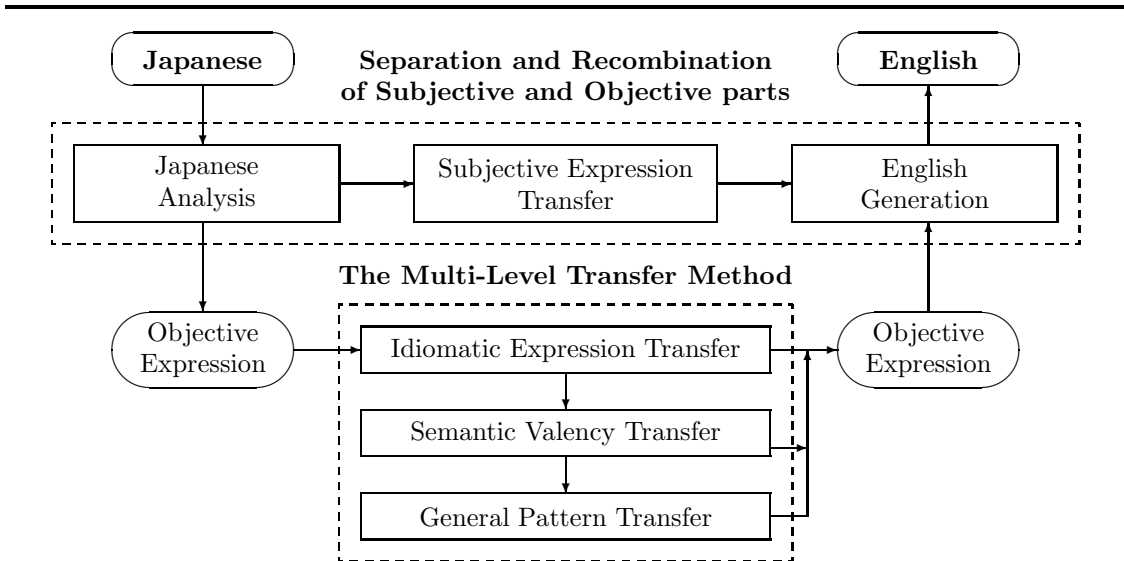 Japanese
Separation and Recombination
of Subjective and Objective parts
English
Japanese
Analysis
Subjective Expression
Transfer
English
Generation
The Multi-Level Transfer Method
Objective
Expression
Idiomatic Expression Transfer
Semantic Valency Transfer
General Pattern Transfer
Objective
Expression